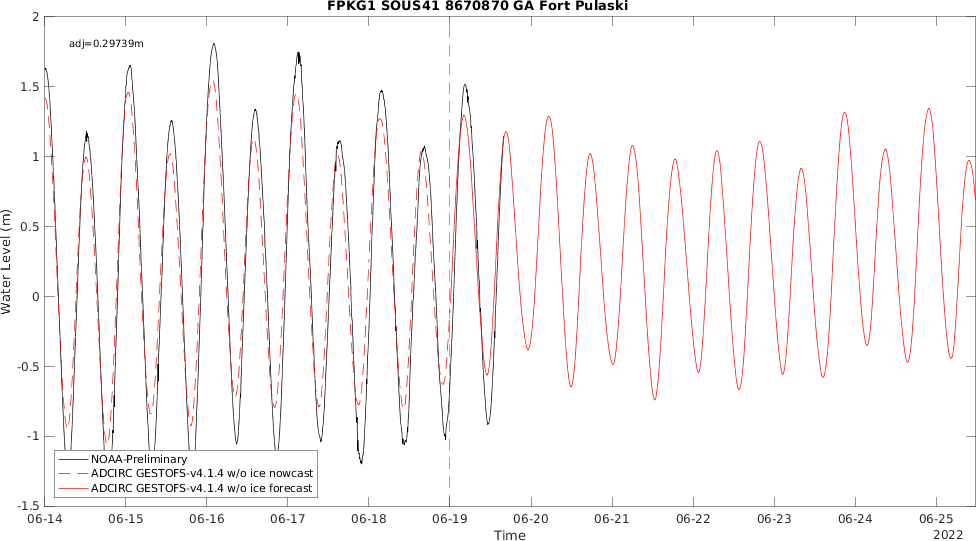 FPKG1 SOUS41 8670870 GA Fort Pulaski
adj=0.29739m
Water Level (m)
2
1.5
1
0.5
0
-0.5
-1
-1.5
NOAA-Preliminary
ADCIRC GESTOFS-v4.1.4 w/o ice nowcast
ADCIRC GESTOFS-v4.1.4 w/o ice forecast
06-14 06-15 06-16 06-17 06-18 06-19 06-20 06-21 06-22 06-23 06-24 06-25
Time
2022